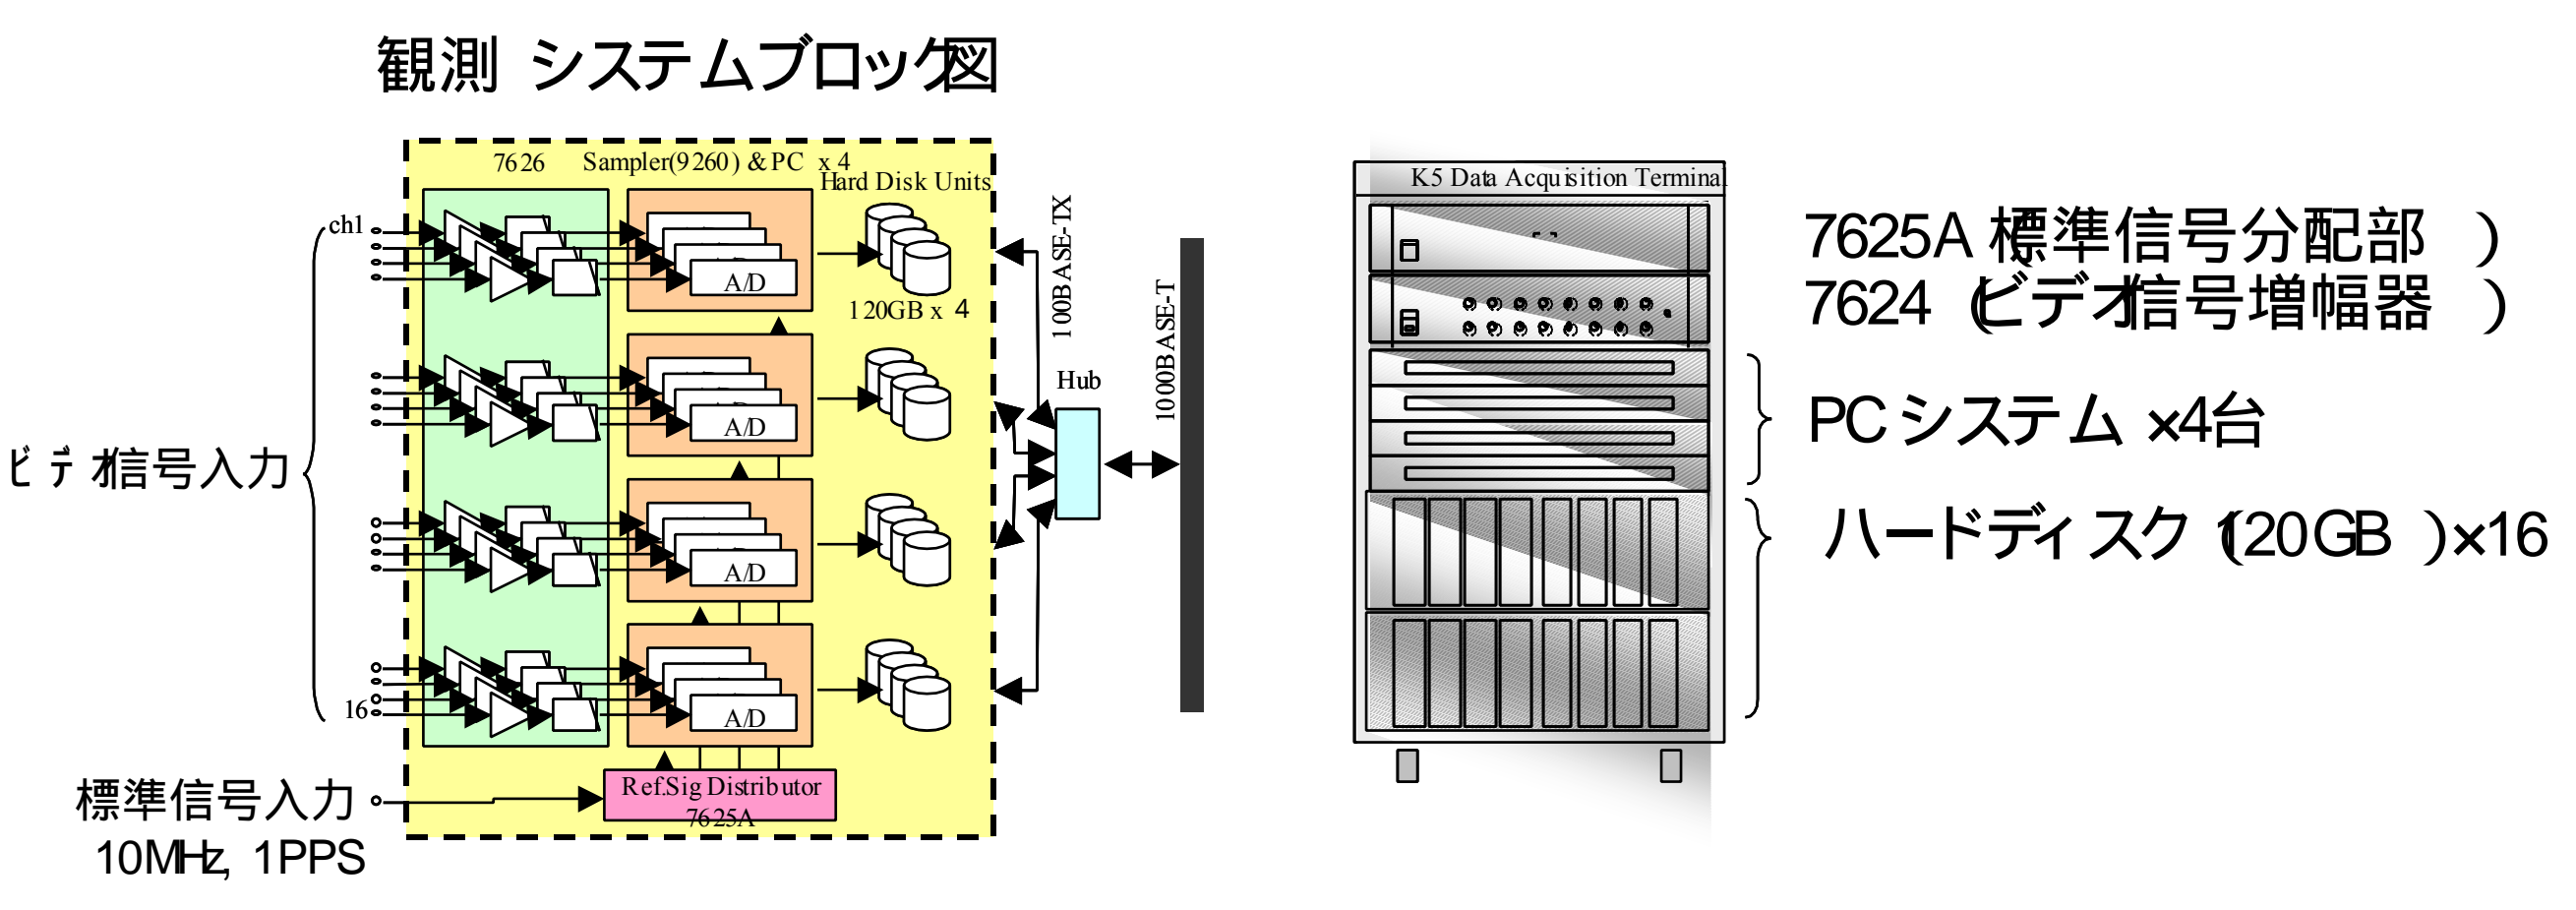 観測 システムブロック図
7626 Sampler(9260) & PC x 4
Hard Disk Units
ch1
A/D
120GB x 4
A/D
A/D
A/D
16
ビデオ信号入力
標準信号入力
10MHz, 1PPS
Ref.Sig Distributor
7625A
100BASE-TX
Hub
1000BASE-T
K5 Data Acquisition Terminal
7625A (標準信号分配部)
7624 (ビデオ信号増幅器)
PC システム ×4台
ハードディスク (120GB)×16